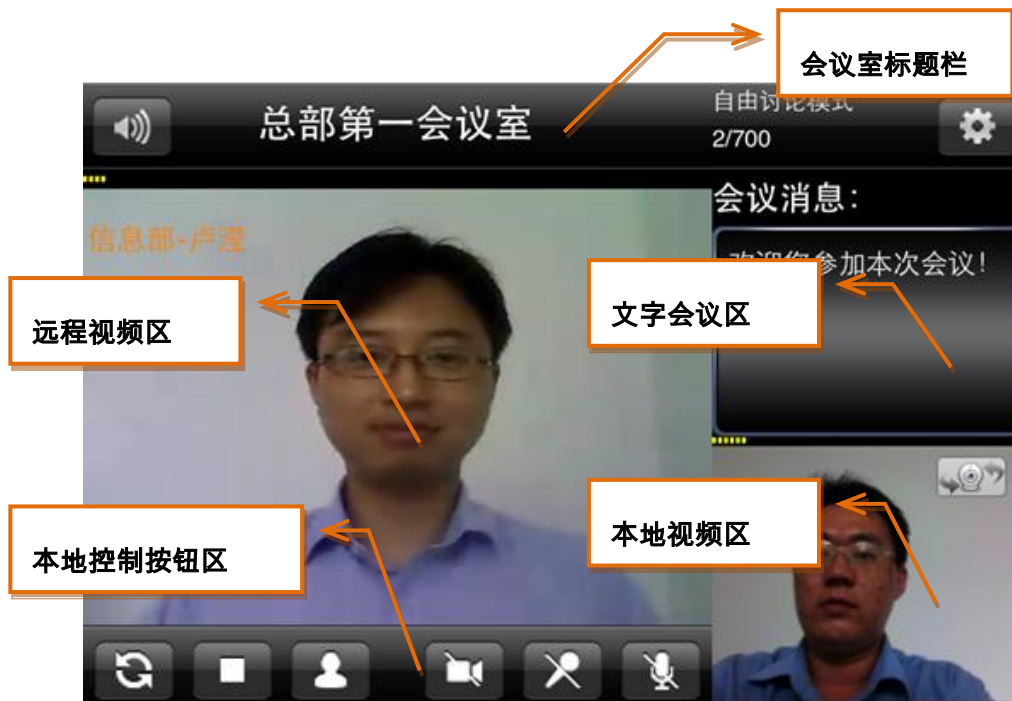 会议室标题栏
总部第一会议室
自由讨论模式
2/700
会议消息：
信息部-卢滢
欢迎您参加本次会议！
远程视频区
文字会议区
本地控制按钮区
本地视频区